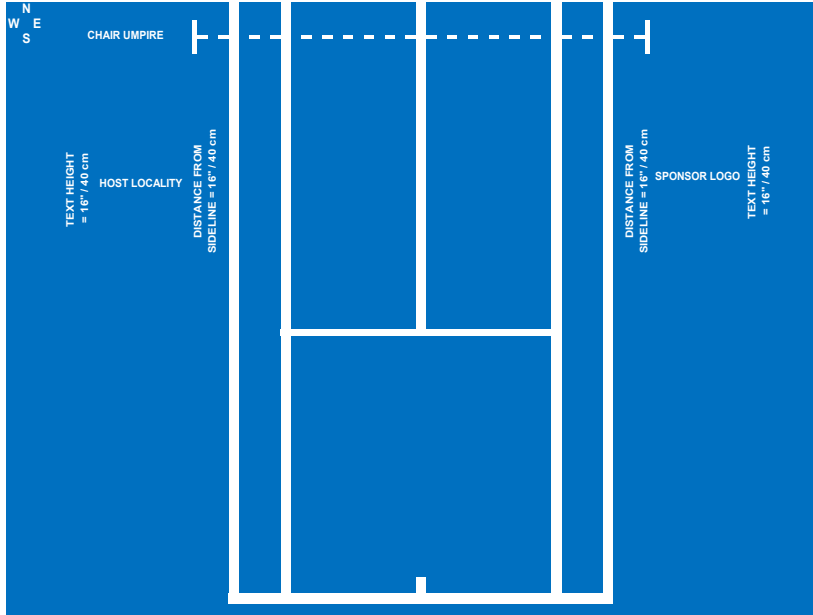 N
W E
S
CHAIR UMPIRE
TEXT HEIGHT
= 16" / 40 cm
HOST LOCALITY
DISTANCE FROM
SIDELINE = 16" / 40 cm
DISTANCE FROM
SIDELINE = 16" / 40 cm
SPONSOR LOGO
TEXT HEIGHT
= 16" / 40 cm